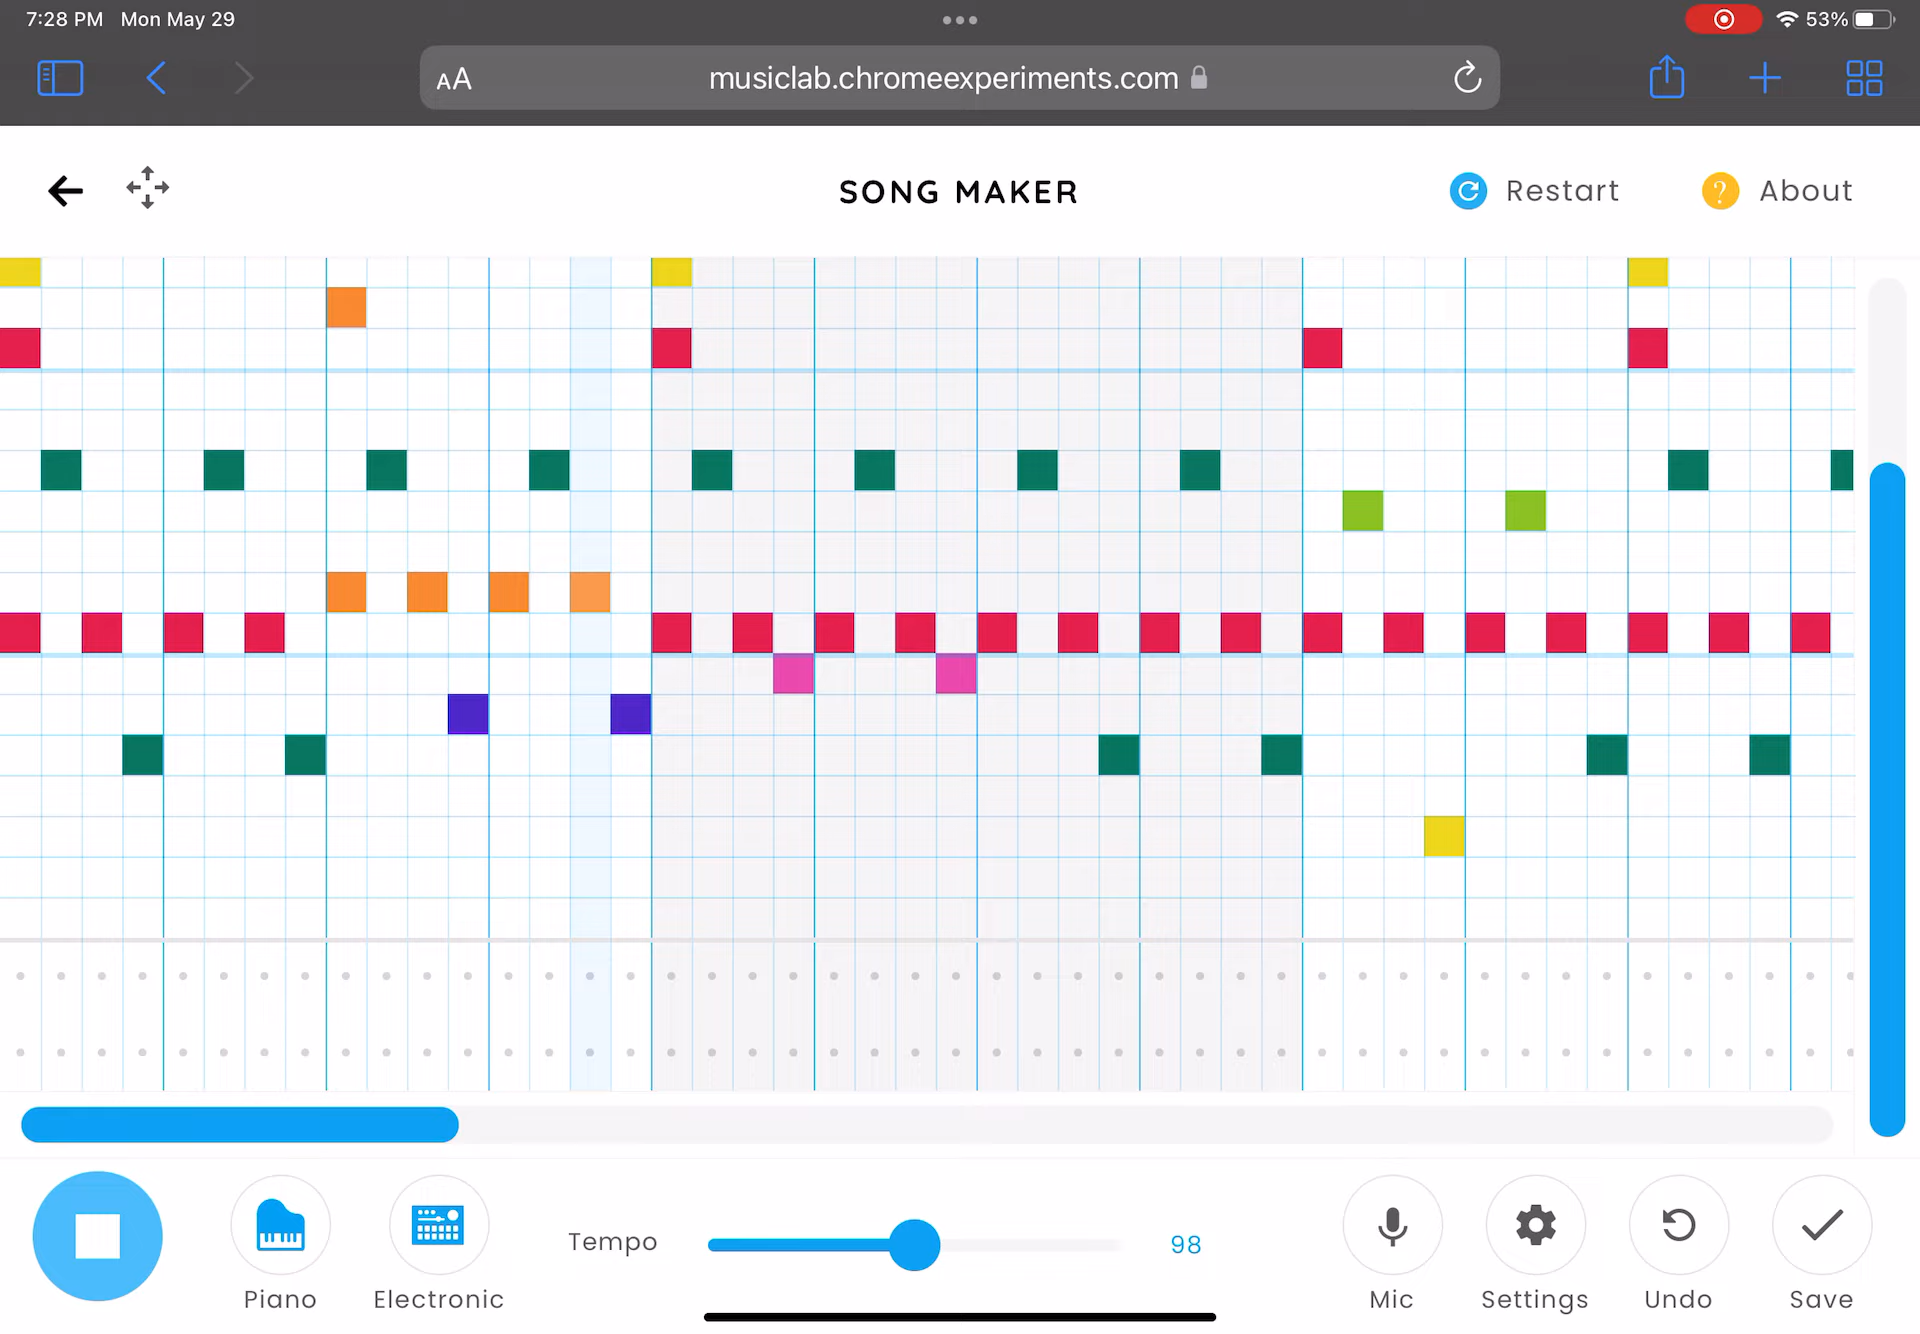 7:28 PM Mon May 29
53%
AA
musiclab.chromeexperiments.com
SONG MAKER
Restart
? About
Tempo
98
Piano
Electronic
Mic
Settings
Undo
Save